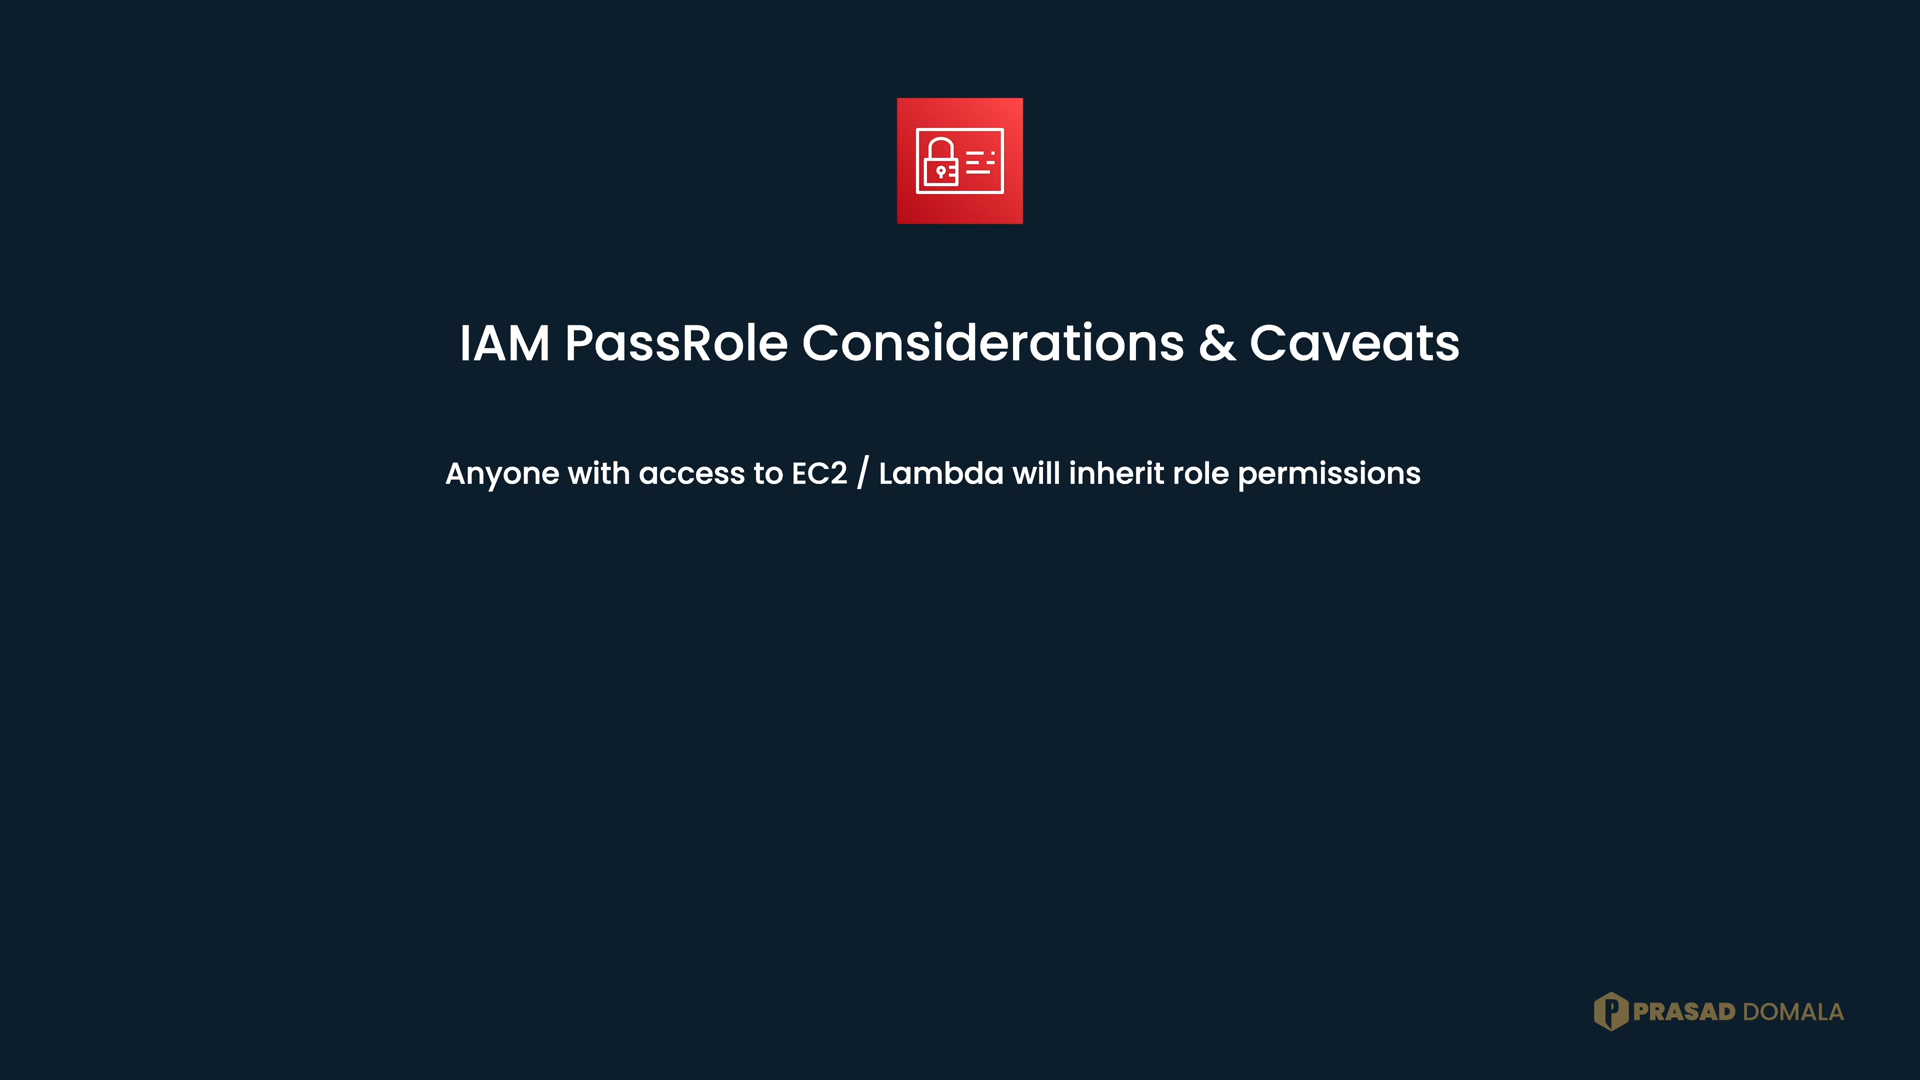 IAM PassRole Considerations & Caveats
Anyone with access to EC2 / Lambda will inherit role permissions
PRASAD DOMALA